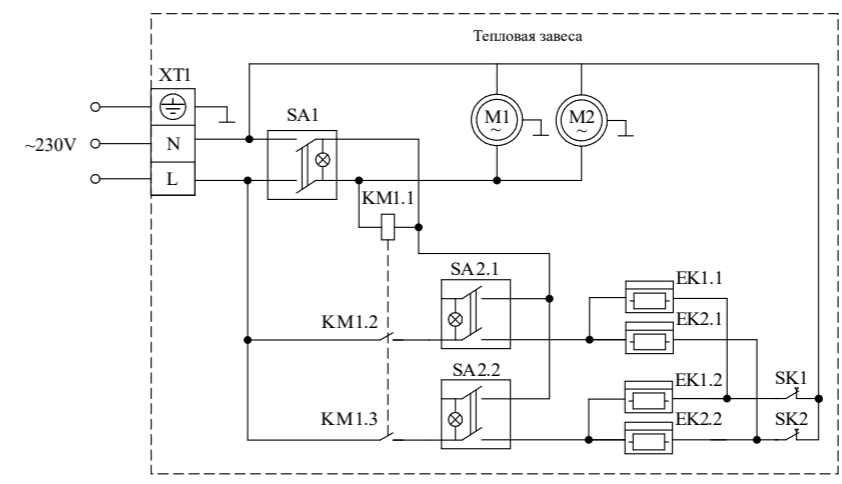 Тепловая завеса
XT1
SA1
M1
~
M2
~
N
~230V
L
KM1.1
SA2.1
EK1.1
KM1.2
EK2.1
SA2.2
EK1.2
SK1
KM1.3
EK2.2
SK2